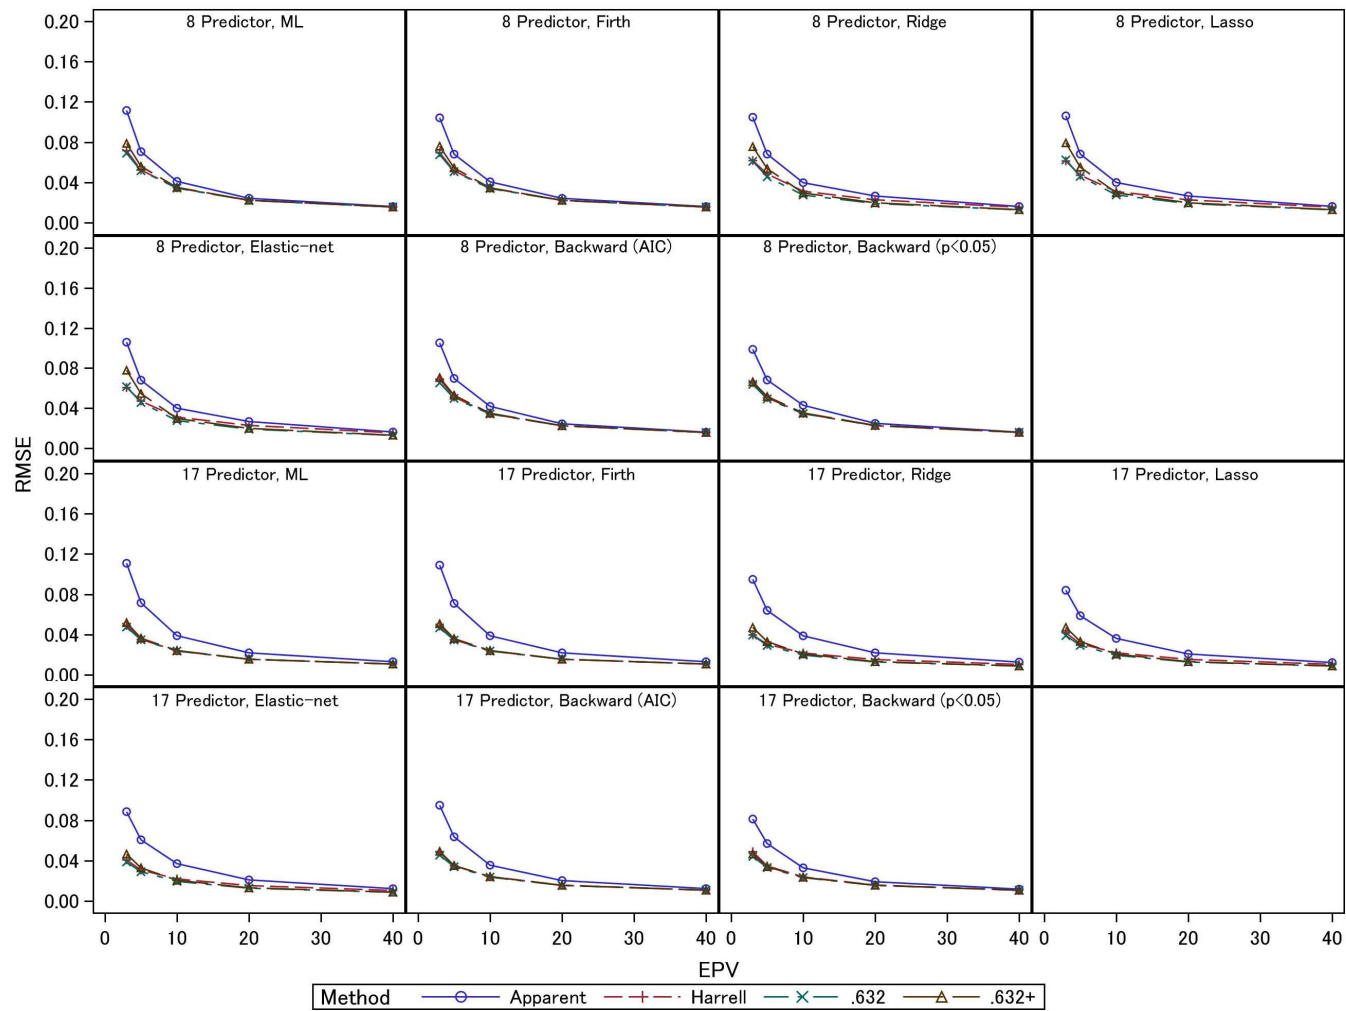 8 Predictor, ML
8 Predictor, Firth
8 Predictor, Ridge
8 Predictor, Lasso
0.20
0.16
0.12
0.08
0.04
0.00
8 Predictor, Elastic-net
8 Predictor, Backward (AIC)
8 Predictor, Backward (p<0.05)
0.20
0.16
0.12
0.08
0.04
0.00
RMSE
17 Predictor, ML
17 Predictor, Firth
17 Predictor, Ridge
17 Predictor, Lasso
0.20
0.16
0.12
0.08
0.04
0.00
17 Predictor, Elastic-net
17 Predictor, Backward (AIC)
17 Predictor, Backward (p<0.05)
0.20
0.16
0.12
0.08
0.04
0.00
0 10 20 30 40 0 10 20 30 40 0 10 20 30 40 0 10 20 30 40
EPV
Method Apparent Harrell .632 .632+